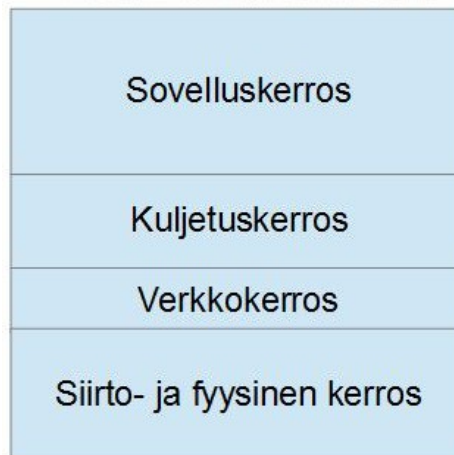 Sovelluskerros
Kuljetuskerros
Verkkokerros
Siirto- ja fyysinen kerros